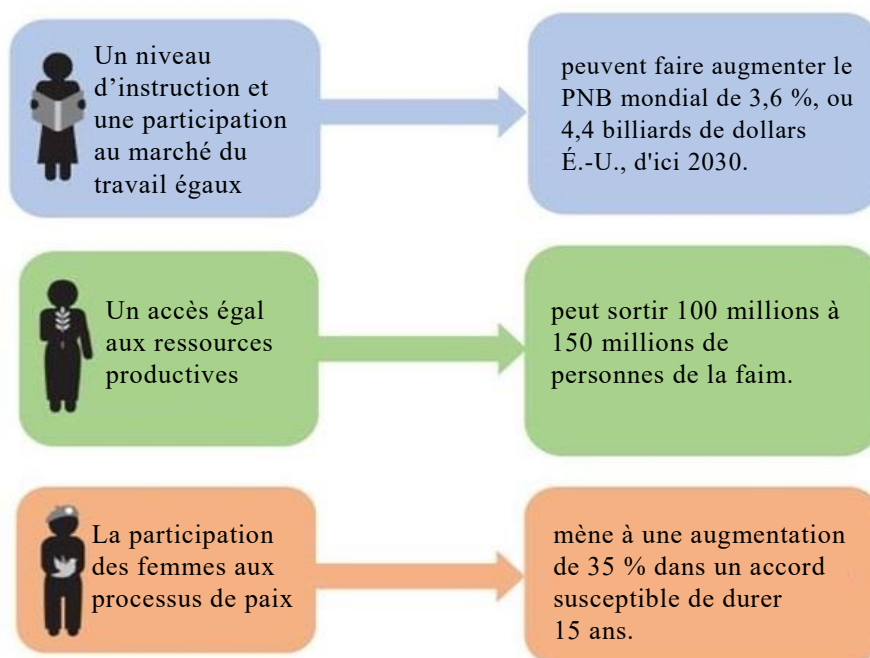 Un niveau
d’instruction et
une participation
au marché du
travail égaux
peuvent faire augmenter le
PNB mondial de 3,6 %, ou
4,4 billiards de dollars
É.-U., d'ici 2030.
Un accès égal
aux ressources
productives
peut sortir 100 millions à
150 millions de
personnes de la faim.
La participation
des femmes aux
processus de paix
mène à une augmentation
de 35 % dans un accord
susceptible de durer
15 ans.